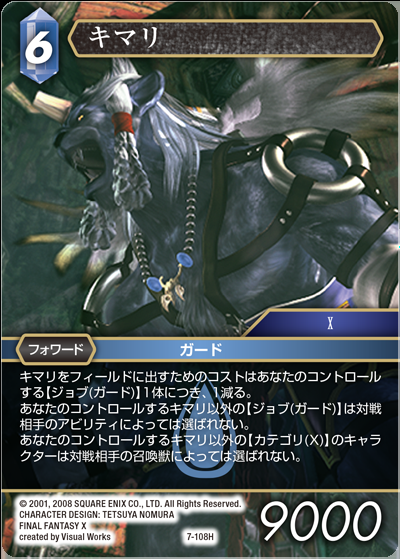 6
キマリ
X
フォワード
ガード
キマリをフィールドに出すためのコストはあなたのコントロール
する【ジョブ(ガード)】1体につき、1減る。
あなたのコントロールするキマリ以外の【ジョブ(ガード)】は対戦
相手のアビリティによっては選ばれない。
あなたのコントロールするキマリ以外の【カテゴリ(X)】のキャラ
クターは対戦相手の召喚獣によっては選ばれない。
© 2001, 2008 SQUARE ENIX CO., LTD. All Rights Reserved.
CHARACTER DESIGN: TETSUYA NOMURA
FINAL FANTASY X
created by Visual Works
7-108H
9000